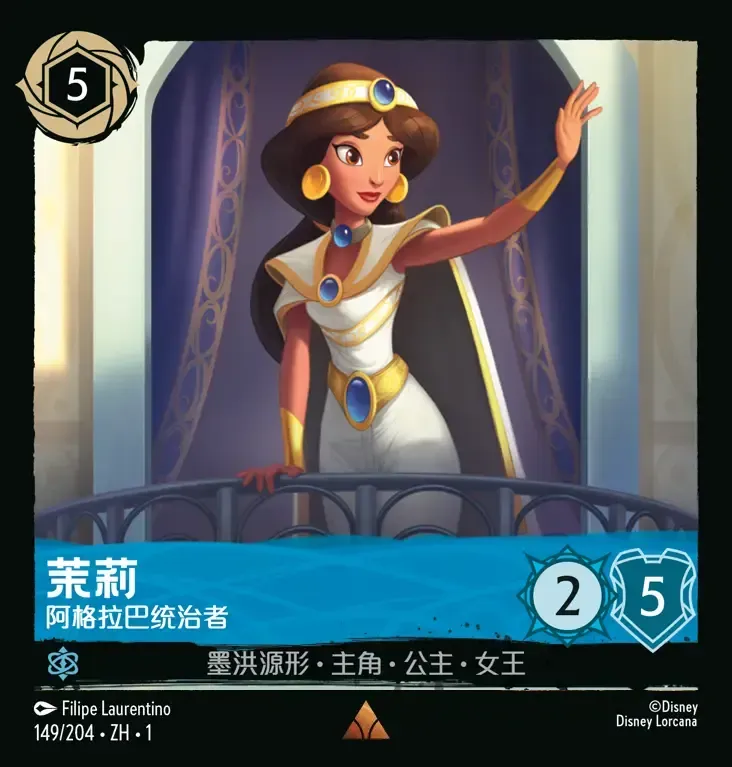 5
茉莉
阿格拉巴统治者
2
5
墨洪源形 · 主角 · 公主 · 女王
Filipe Laurentino
149/204 • ZH • 1
©Disney
Disney Lorcana